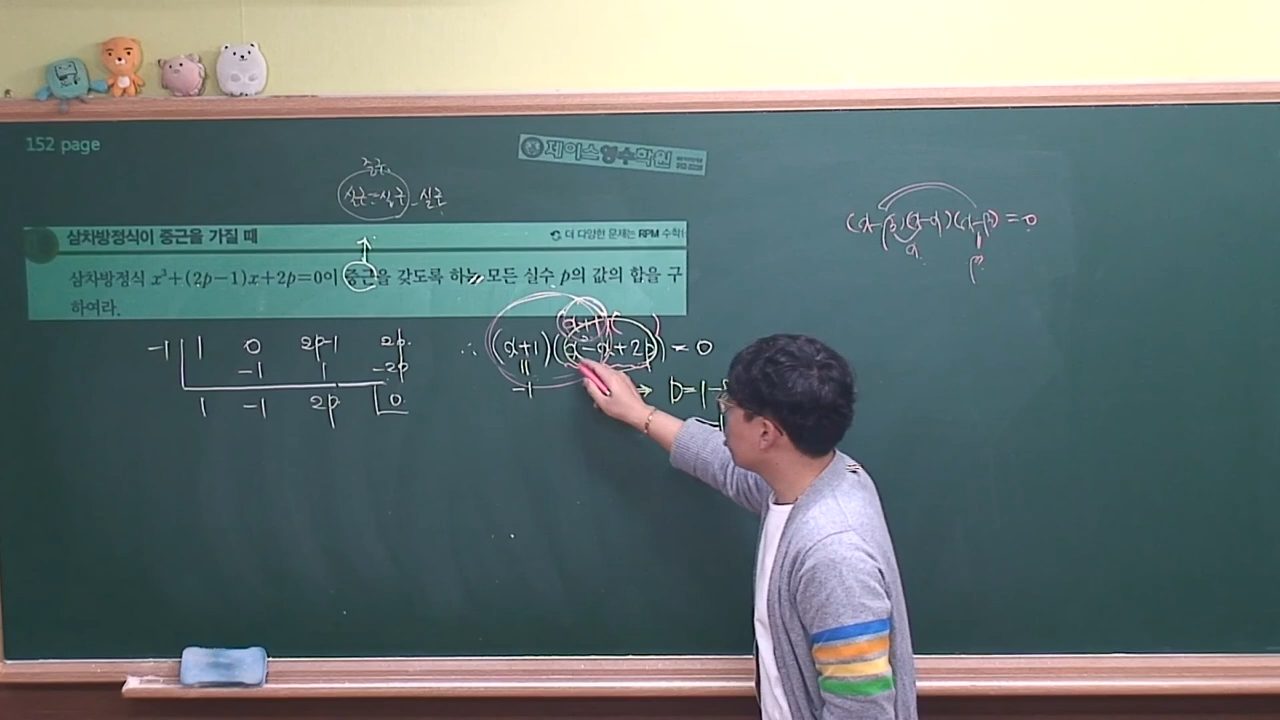 152 page
제이스영수학원
중근
실근=실근-실근
(x-β)(x-α)(x-β)=0
α
β
삼차방정식이 중근을 가질 때
더 다양한 문제는 RPM 수학
삼차방정식 x³+(2p-1)x+2p=0이 중근을 갖도록 하는 모든 실수 p의 값의 합을 구
하여라.
-1 1 0 2p-1 2p
-1 1 -2p
1 -1 2p 0
(x+1)( )
∴ (x+1)(x²-x+2p)=0
-1
→ D=1-